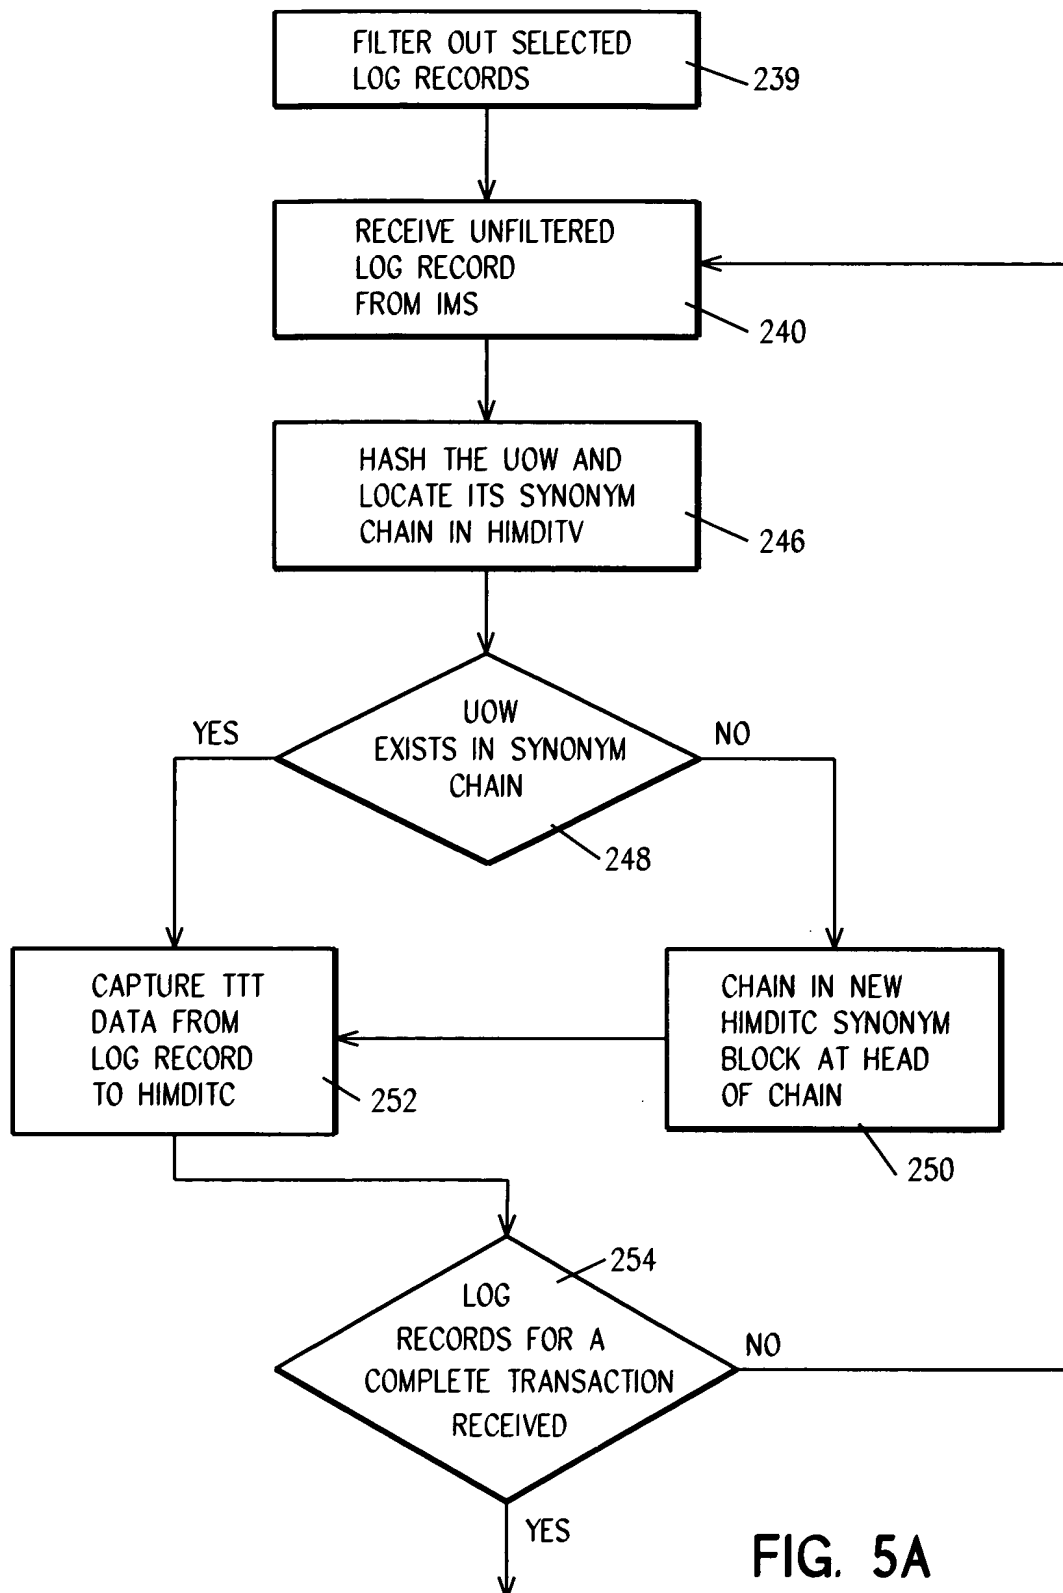 FILTER OUT SELECTED
LOG RECORDS
239
RECEIVE UNFILTERED
LOG RECORD
FROM IMS
240
HASH THE UOW AND
LOCATE ITS SYNONYM
CHAIN IN HIMDITV
246
UOW
EXISTS IN SYNONYM
CHAIN
248
YES
NO
CAPTURE TTT
DATA FROM
LOG RECORD
TO HIMDITC
252
CHAIN IN NEW
HIMDITC SYNONYM
BLOCK AT HEAD
OF CHAIN
250
254
LOG
RECORDS FOR A
COMPLETE TRANSACTION
RECEIVED
NO
YES
FIG. 5A